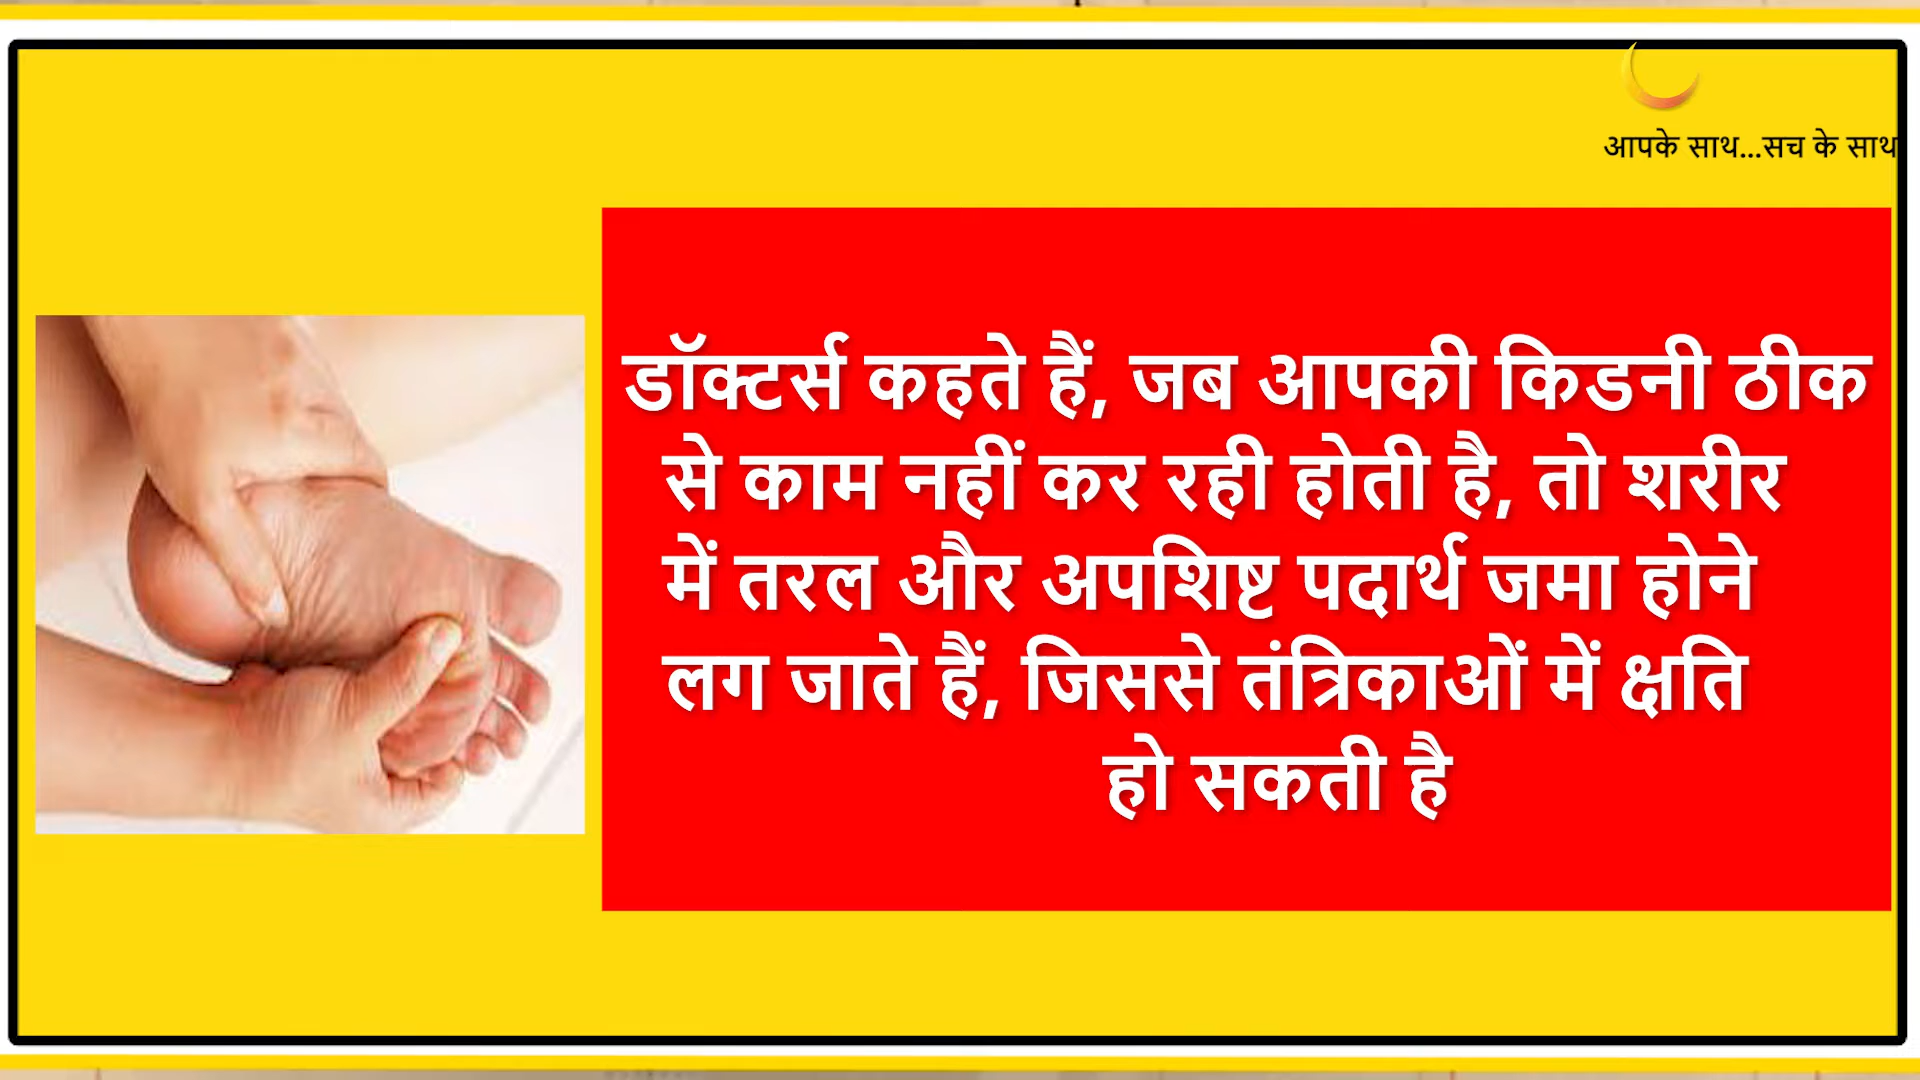 आपके साथ...सच के साथ
डॉक्टर्स कहते हैं, जब आपकी किडनी ठीक
से काम नहीं कर रही होती है, तो शरीर
में तरल और अपशिष्ट पदार्थ जमा होने
लग जाते हैं, जिससे तंत्रिकाओं में क्षति
हो सकती है